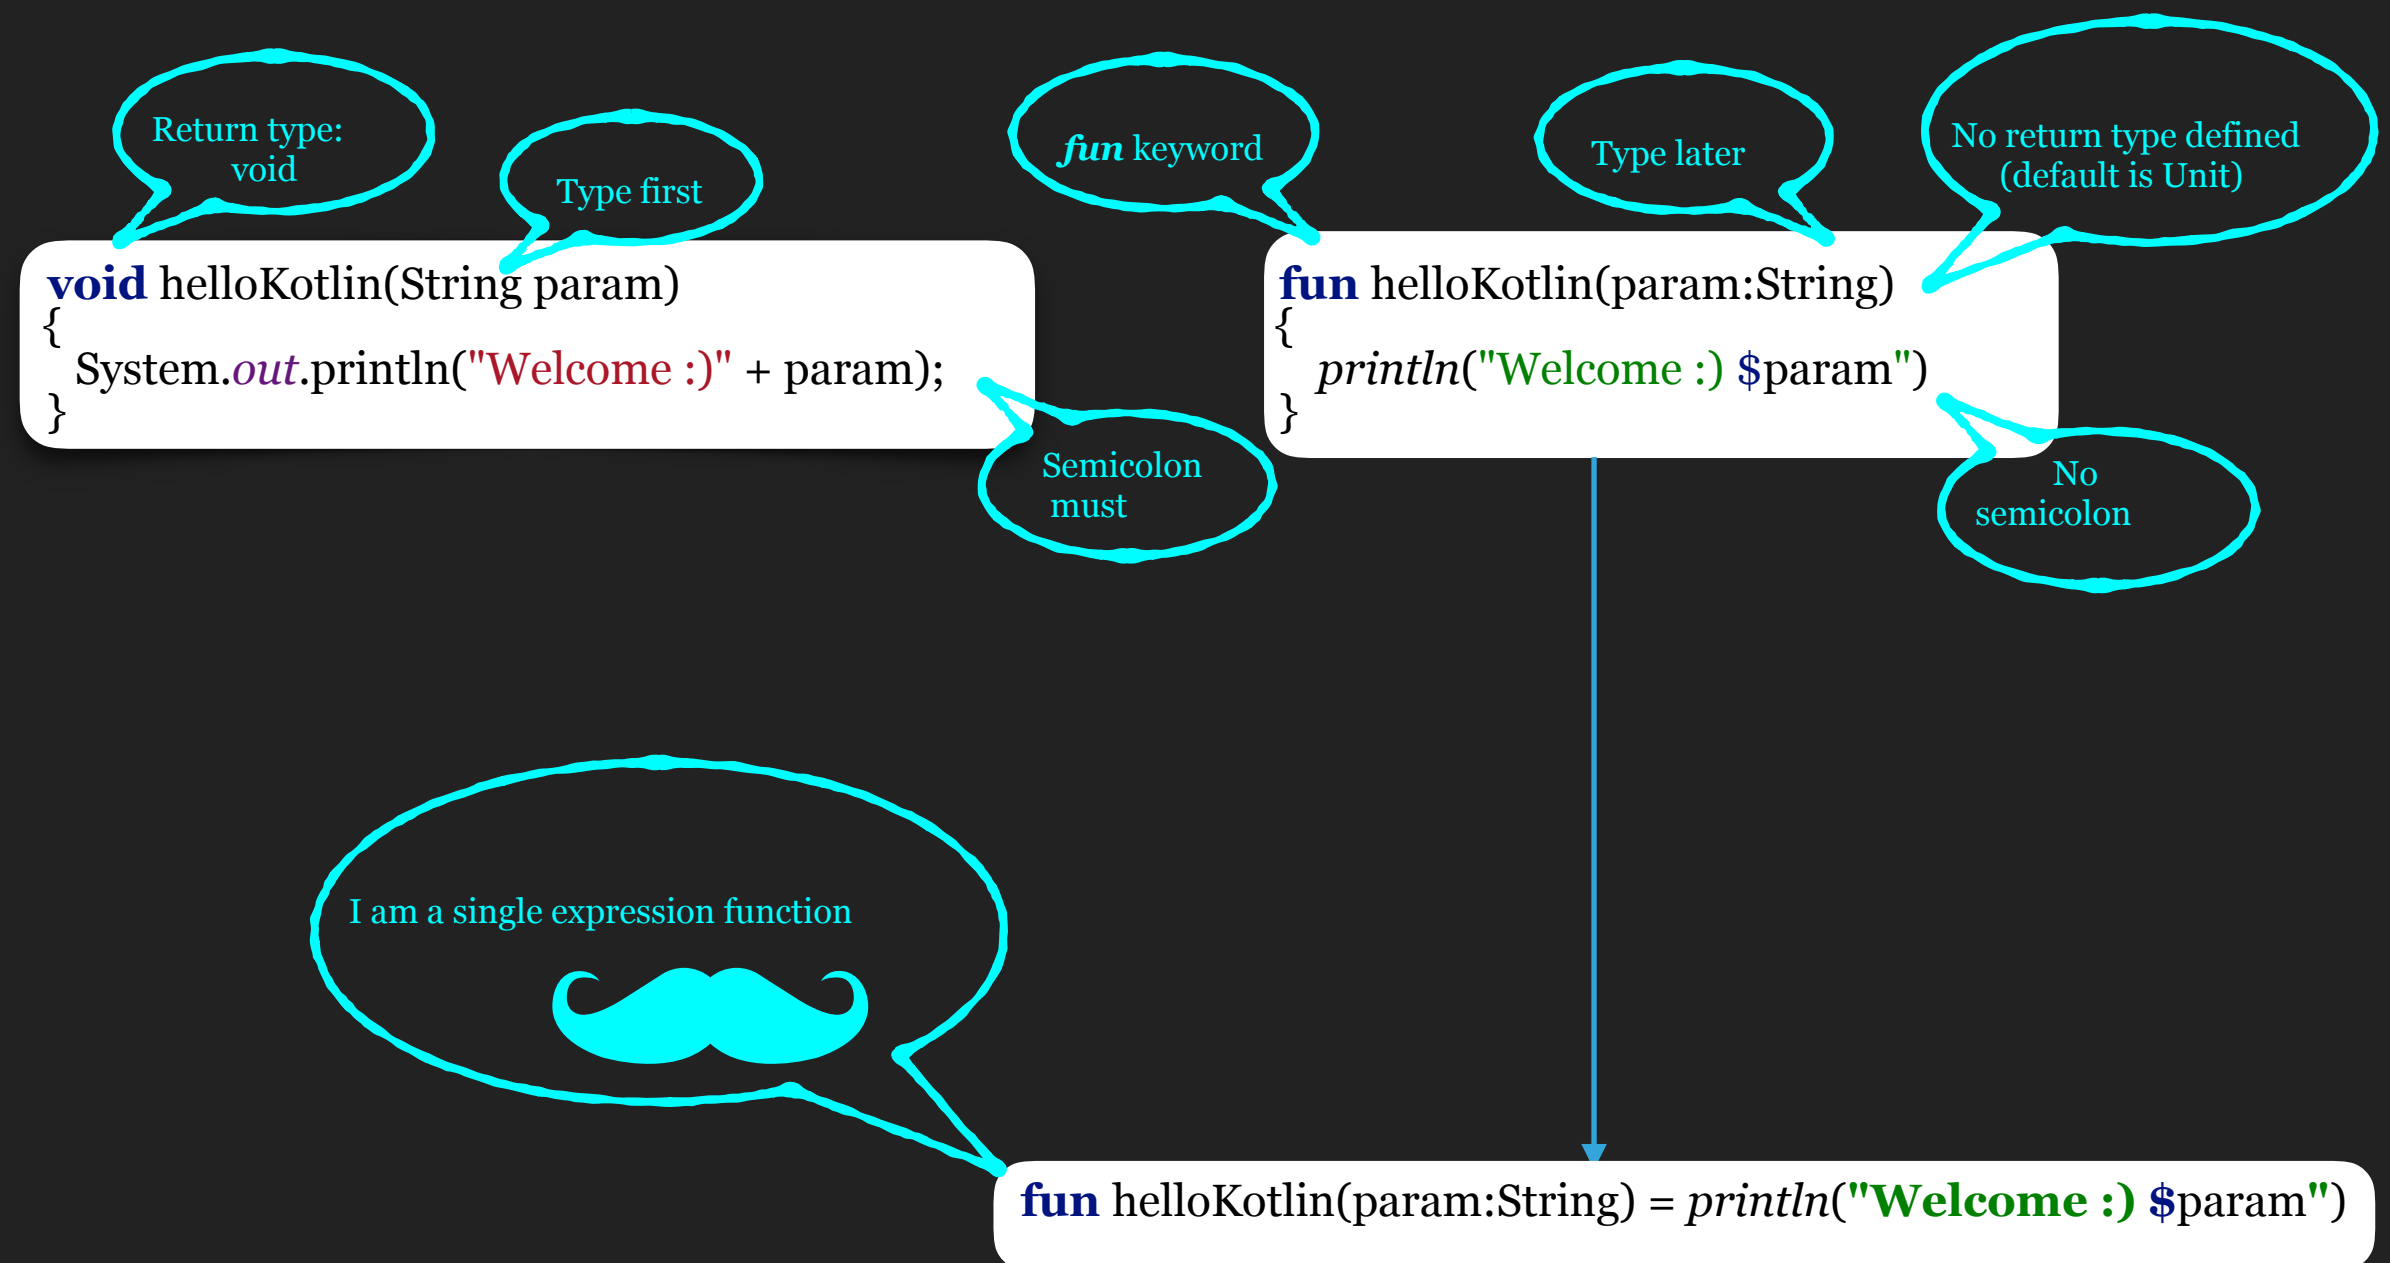 Return type:
void
Type first
fun keyword
Type later
No return type defined
(default is Unit)
void helloKotlin(String param)
{
System.out.println("Welcome :)" + param);
}
Semicolon
must
fun helloKotlin(param:String)
{
println("Welcome :) $param")
}
No
semicolon
I am a single expression function
fun helloKotlin(param:String) = println("Welcome :) $param")